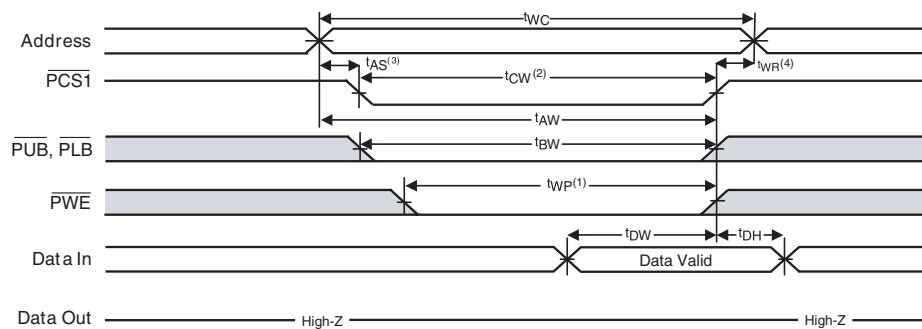 Address
tWC
PCS1
tAS(3)
tCW(2)
tWR(4)
tAW
PUB, PLB
tBW
PWE
tWP(1)
tDW
tDH
Data In
Data Valid
Data Out
High-Z
High-Z